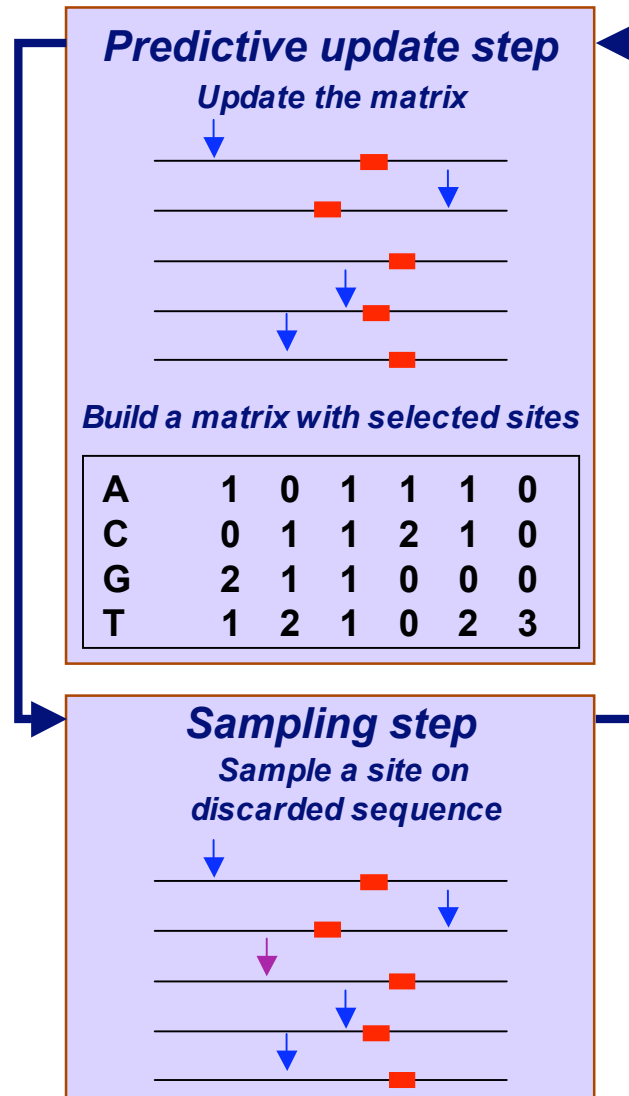 Predictive update step
Update the matrix
Build a matrix with selected sites
A 1 0 1 1 1 0
C 0 1 1 2 1 0
G 2 1 1 0 0 0
T 1 2 1 0 2 3
Sampling step
Sample a site on
discarded sequence